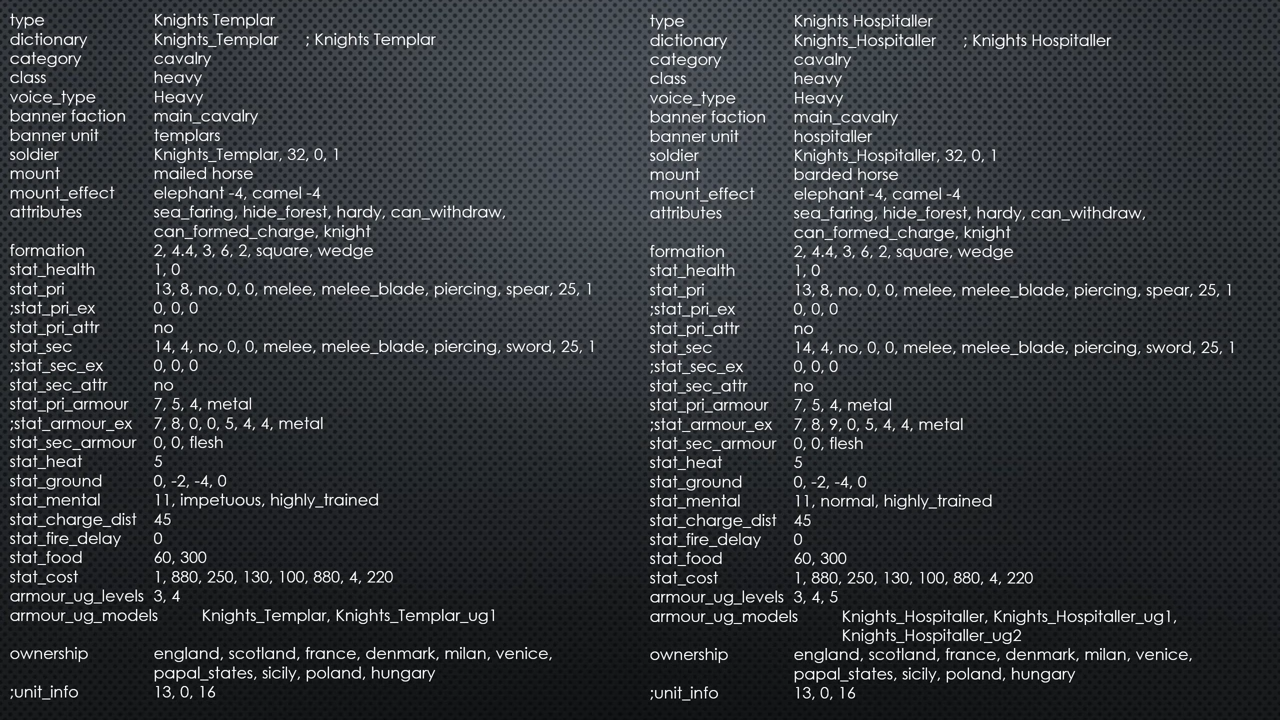 type Knights Templar
dictionary Knights_Templar ; Knights Templar
category cavalry
class heavy
voice_type Heavy
banner faction main_cavalry
banner unit templars
soldier Knights_Templar, 32, 0, 1
mount mailed horse
mount_effect elephant -4, camel -4
attributes sea_faring, hide_forest, hardy, can_withdraw,
can_formed_charge, knight
formation 2, 4.4, 3, 6, 2, square, wedge
stat_health 1, 0
stat_pri 13, 8, no, 0, 0, melee, melee_blade, piercing, spear, 25, 1
;stat_pri_ex 0, 0, 0
stat_pri_attr no
stat_sec 14, 4, no, 0, 0, melee, melee_blade, piercing, sword, 25, 1
;stat_sec_ex 0, 0, 0
stat_sec_attr no
stat_pri_armour 7, 5, 4, metal
;stat_armour_ex 7, 8, 0, 0, 5, 4, 4, metal
stat_sec_armour 0, 0, flesh
stat_heat 5
stat_ground 0, -2, -4, 0
stat_mental 11, impetuous, highly_trained
stat_charge_dist 45
stat_fire_delay 0
stat_food 60, 300
stat_cost 1, 880, 250, 130, 100, 880, 4, 220
armour_ug_levels 3, 4
armour_ug_models Knights_Templar, Knights_Templar_ug1
ownership england, scotland, france, denmark, milan, venice,
papal_states, sicily, poland, hungary
;unit_info 13, 0, 16
type Knights Hospitaller
dictionary Knights_Hospitaller ; Knights Hospitaller
category cavalry
class heavy
voice_type Heavy
banner faction main_cavalry
banner unit hospitaller
soldier Knights_Hospitaller, 32, 0, 1
mount barded horse
mount_effect elephant -4, camel -4
attributes sea_faring, hide_forest, hardy, can_withdraw,
can_formed_charge, knight
formation 2, 4.4, 3, 6, 2, square, wedge
stat_health 1, 0
stat_pri 13, 8, no, 0, 0, melee, melee_blade, piercing, spear, 25, 1
;stat_pri_ex 0, 0, 0
stat_pri_attr no
stat_sec 14, 4, no, 0, 0, melee, melee_blade, piercing, sword, 25, 1
;stat_sec_ex 0, 0, 0
stat_sec_attr no
stat_pri_armour 7, 5, 4, metal
;stat_armour_ex 7, 8, 9, 0, 5, 4, 4, metal
stat_sec_armour 0, 0, flesh
stat_heat 5
stat_ground 0, -2, -4, 0
stat_mental 11, normal, highly_trained
stat_charge_dist 45
stat_fire_delay 0
stat_food 60, 300
stat_cost 1, 880, 250, 130, 100, 880, 4, 220
armour_ug_levels 3, 4, 5
armour_ug_models Knights_Hospitaller, Knights_Hospitaller_ug1,
Knights_Hospitaller_ug2
ownership england, scotland, france, denmark, milan, venice,
papal_states, sicily, poland, hungary
;unit_info 13, 0, 16